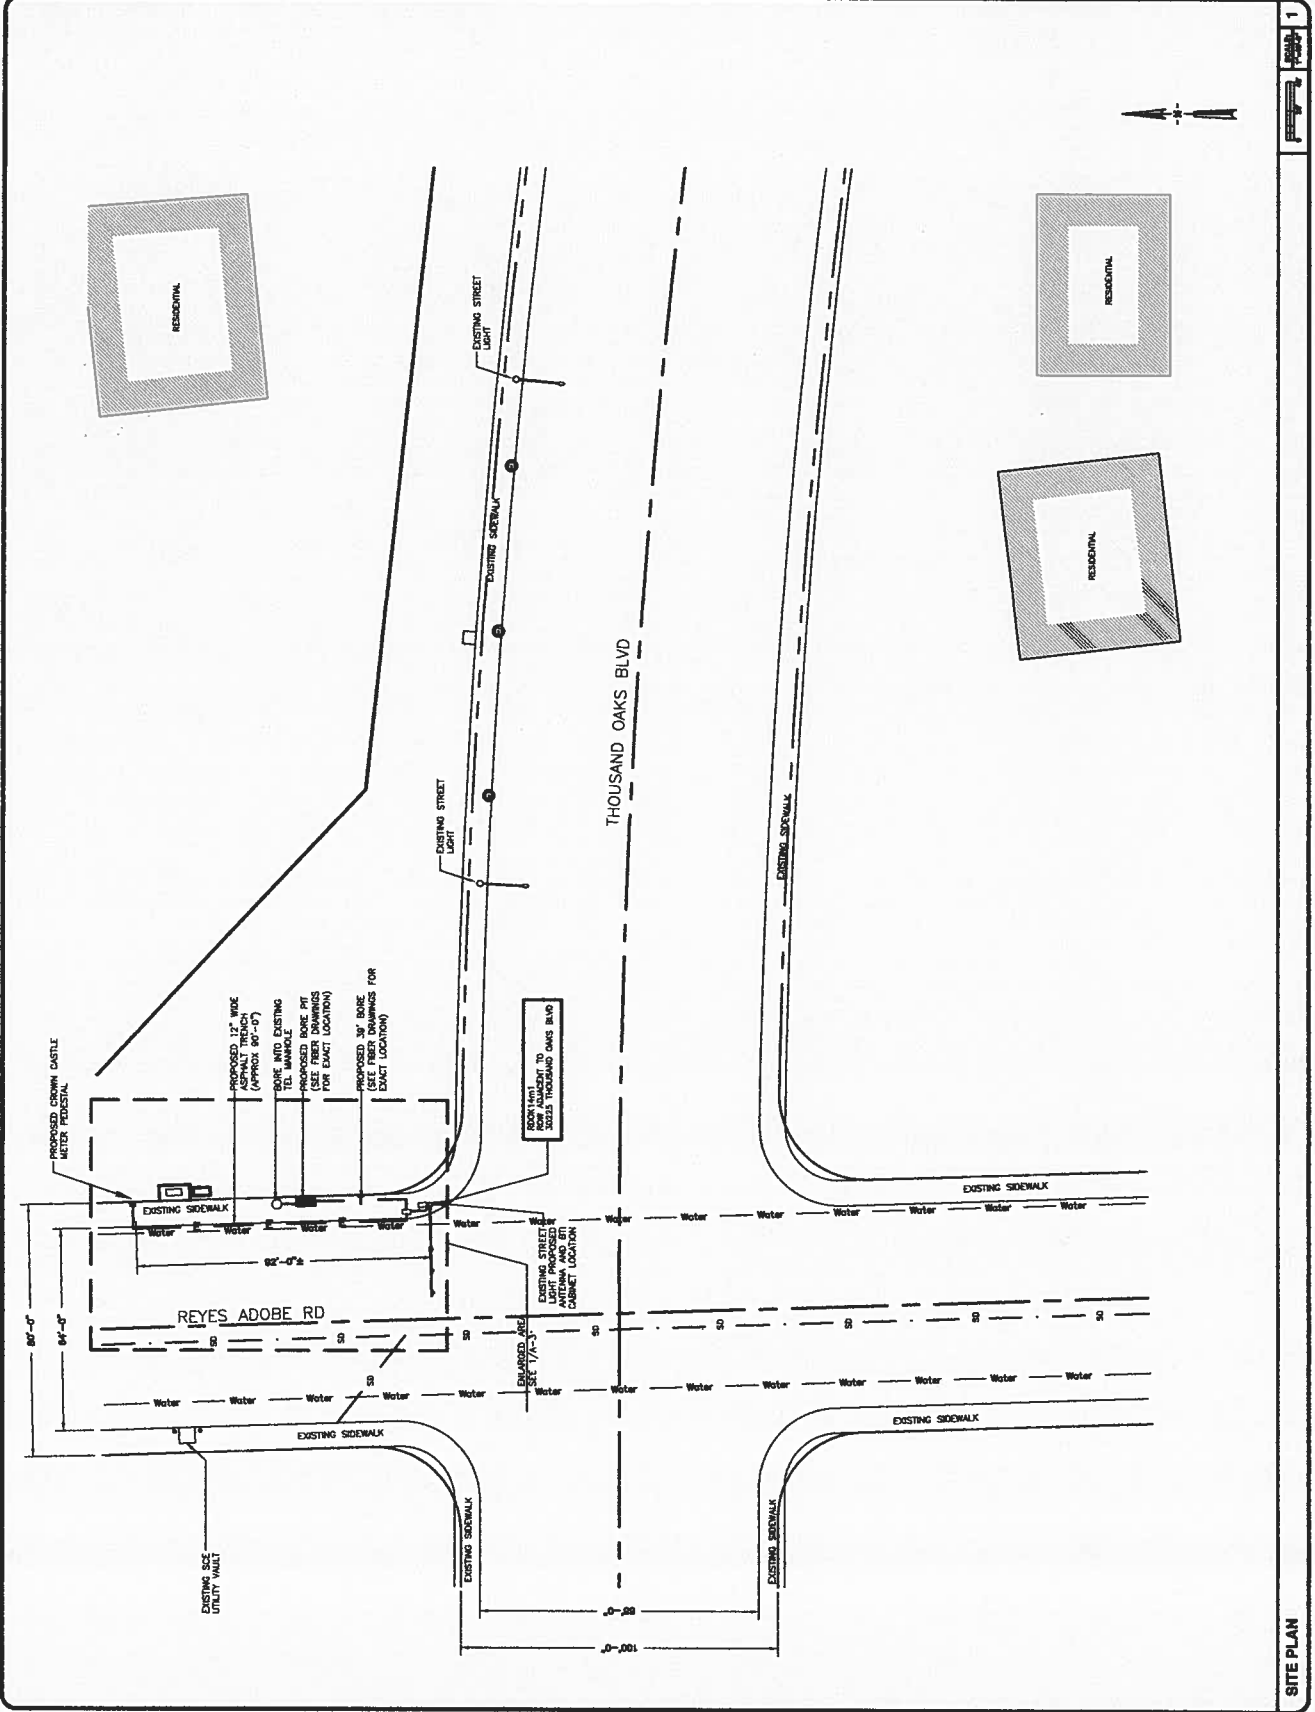 PROPOSED CROWN CASTLE
METER PEDESTAL
PROPOSED 12" WIDE
ASPHALT TRENCH
(APPROX 90'-0")
BORE INTO EXISTING
TEL MANHOLE
PROPOSED BORE PIT
(SEE FIBER DRAWINGS
FOR EXACT LOCATION)
PROPOSED 39' BORE
(SEE FIBER DRAWINGS FOR
EXACT LOCATION)
RESIDENTIAL
EXISTING STREET
LIGHT
EXISTING SIDEWALK
EXISTING STREET
LIGHT
THOUSAND OAKS BLVD
ROW ADJACENT TO
30225 THOUSAND OAKS BLVD
EXISTING STREET
LIGHT PROPOSED
ANTENNA AND BTI
CABINET LOCATION
ENLARGED AREA
SEE 1/A-3
EXISTING SIDEWALK
Water
Water
Water
Water
Water
Water
Water
Water
Water
Water
Water
Water
Water
92'-0"±
REYES ADOBE RD
SD
SD
SD
SD
SD
SD
SD
SD
SD
80'-0"
64'-0"
Water
Water
Water
Water
Water
Water
Water
Water
Water
Water
Water
Water
Water
EXISTING SIDEWALK
EXISTING SCE
UTILITY VAULT
EXISTING SIDEWALK
EXISTING SIDEWALK
EXISTING SIDEWALK
EXISTING SIDEWALK
EXISTING SIDEWALK
100'-0"
RESIDENTIAL
RESIDENTIAL
SITE PLAN
1